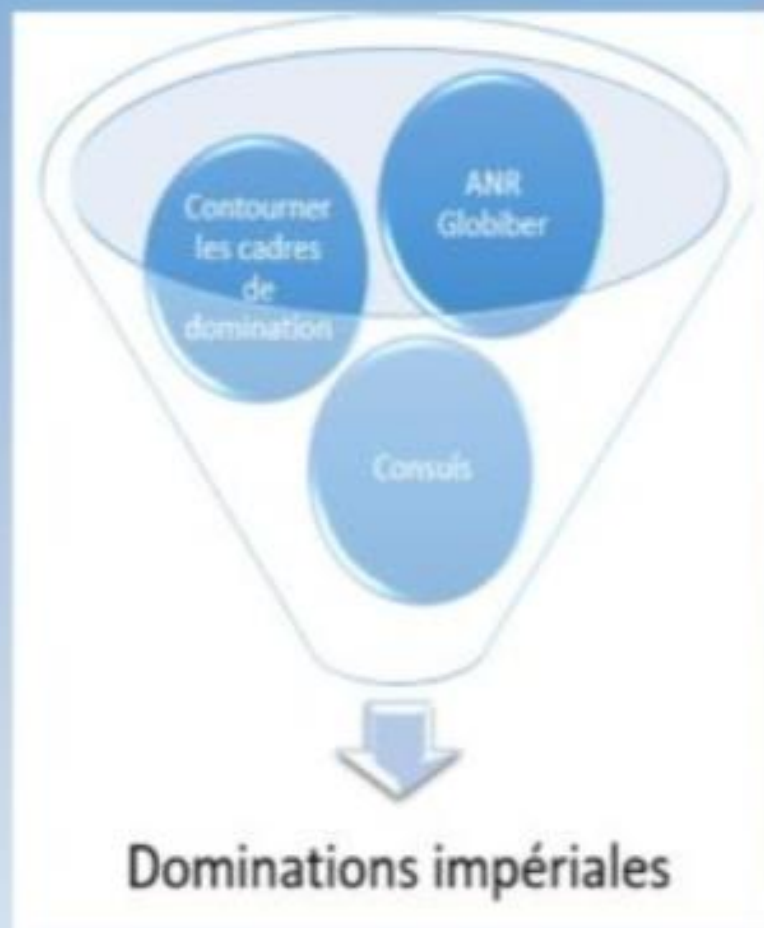 Contourner
les cadres
de
domination
ANR
Globiber
Consuls
Dominations impériales